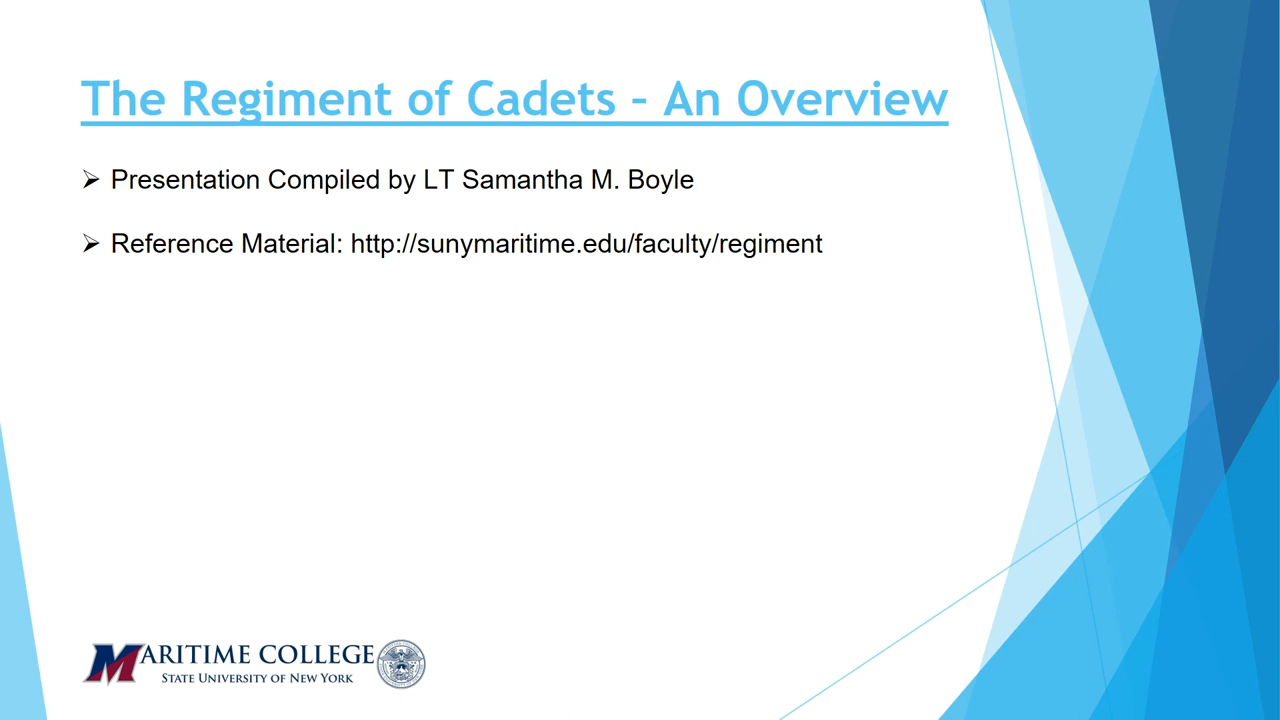 The Regiment of Cadets – An Overview
Presentation Compiled by LT Samantha M. Boyle
Reference Material: http://sunymaritime.edu/faculty/regiment
MARITIME COLLEGE
STATE UNIVERSITY OF NEW YORK